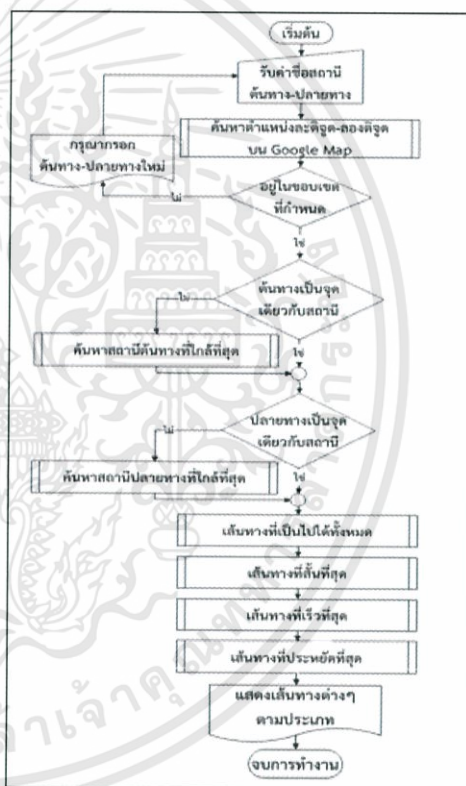 เริ่มต้น
รับค่าชื่อสถานี
ต้นทาง-ปลายทาง
ค้นหาตำแหน่งละติจูด-ลองติจูด
บน Google Map
กรุณากรอก
ต้นทาง-ปลายทางใหม่
อยู่ในขอบเขต
ที่กำหนด
ไม่
ใช่
ต้นทางเป็นจุด
เดียวกับสถานี
ไม่
ใช่
ค้นหาสถานีต้นทางที่ใกล้ที่สุด
ปลายทางเป็นจุด
เดียวกับสถานี
ไม่
ใช่
ค้นหาสถานีปลายทางที่ใกล้ที่สุด
เส้นทางที่เป็นไปได้ทั้งหมด
เส้นทางที่สั้นที่สุด
เส้นทางที่เร็วที่สุด
เส้นทางที่ประหยัดที่สุด
แสดงเส้นทางต่างๆ
ตามประเภท
จบการทำงาน